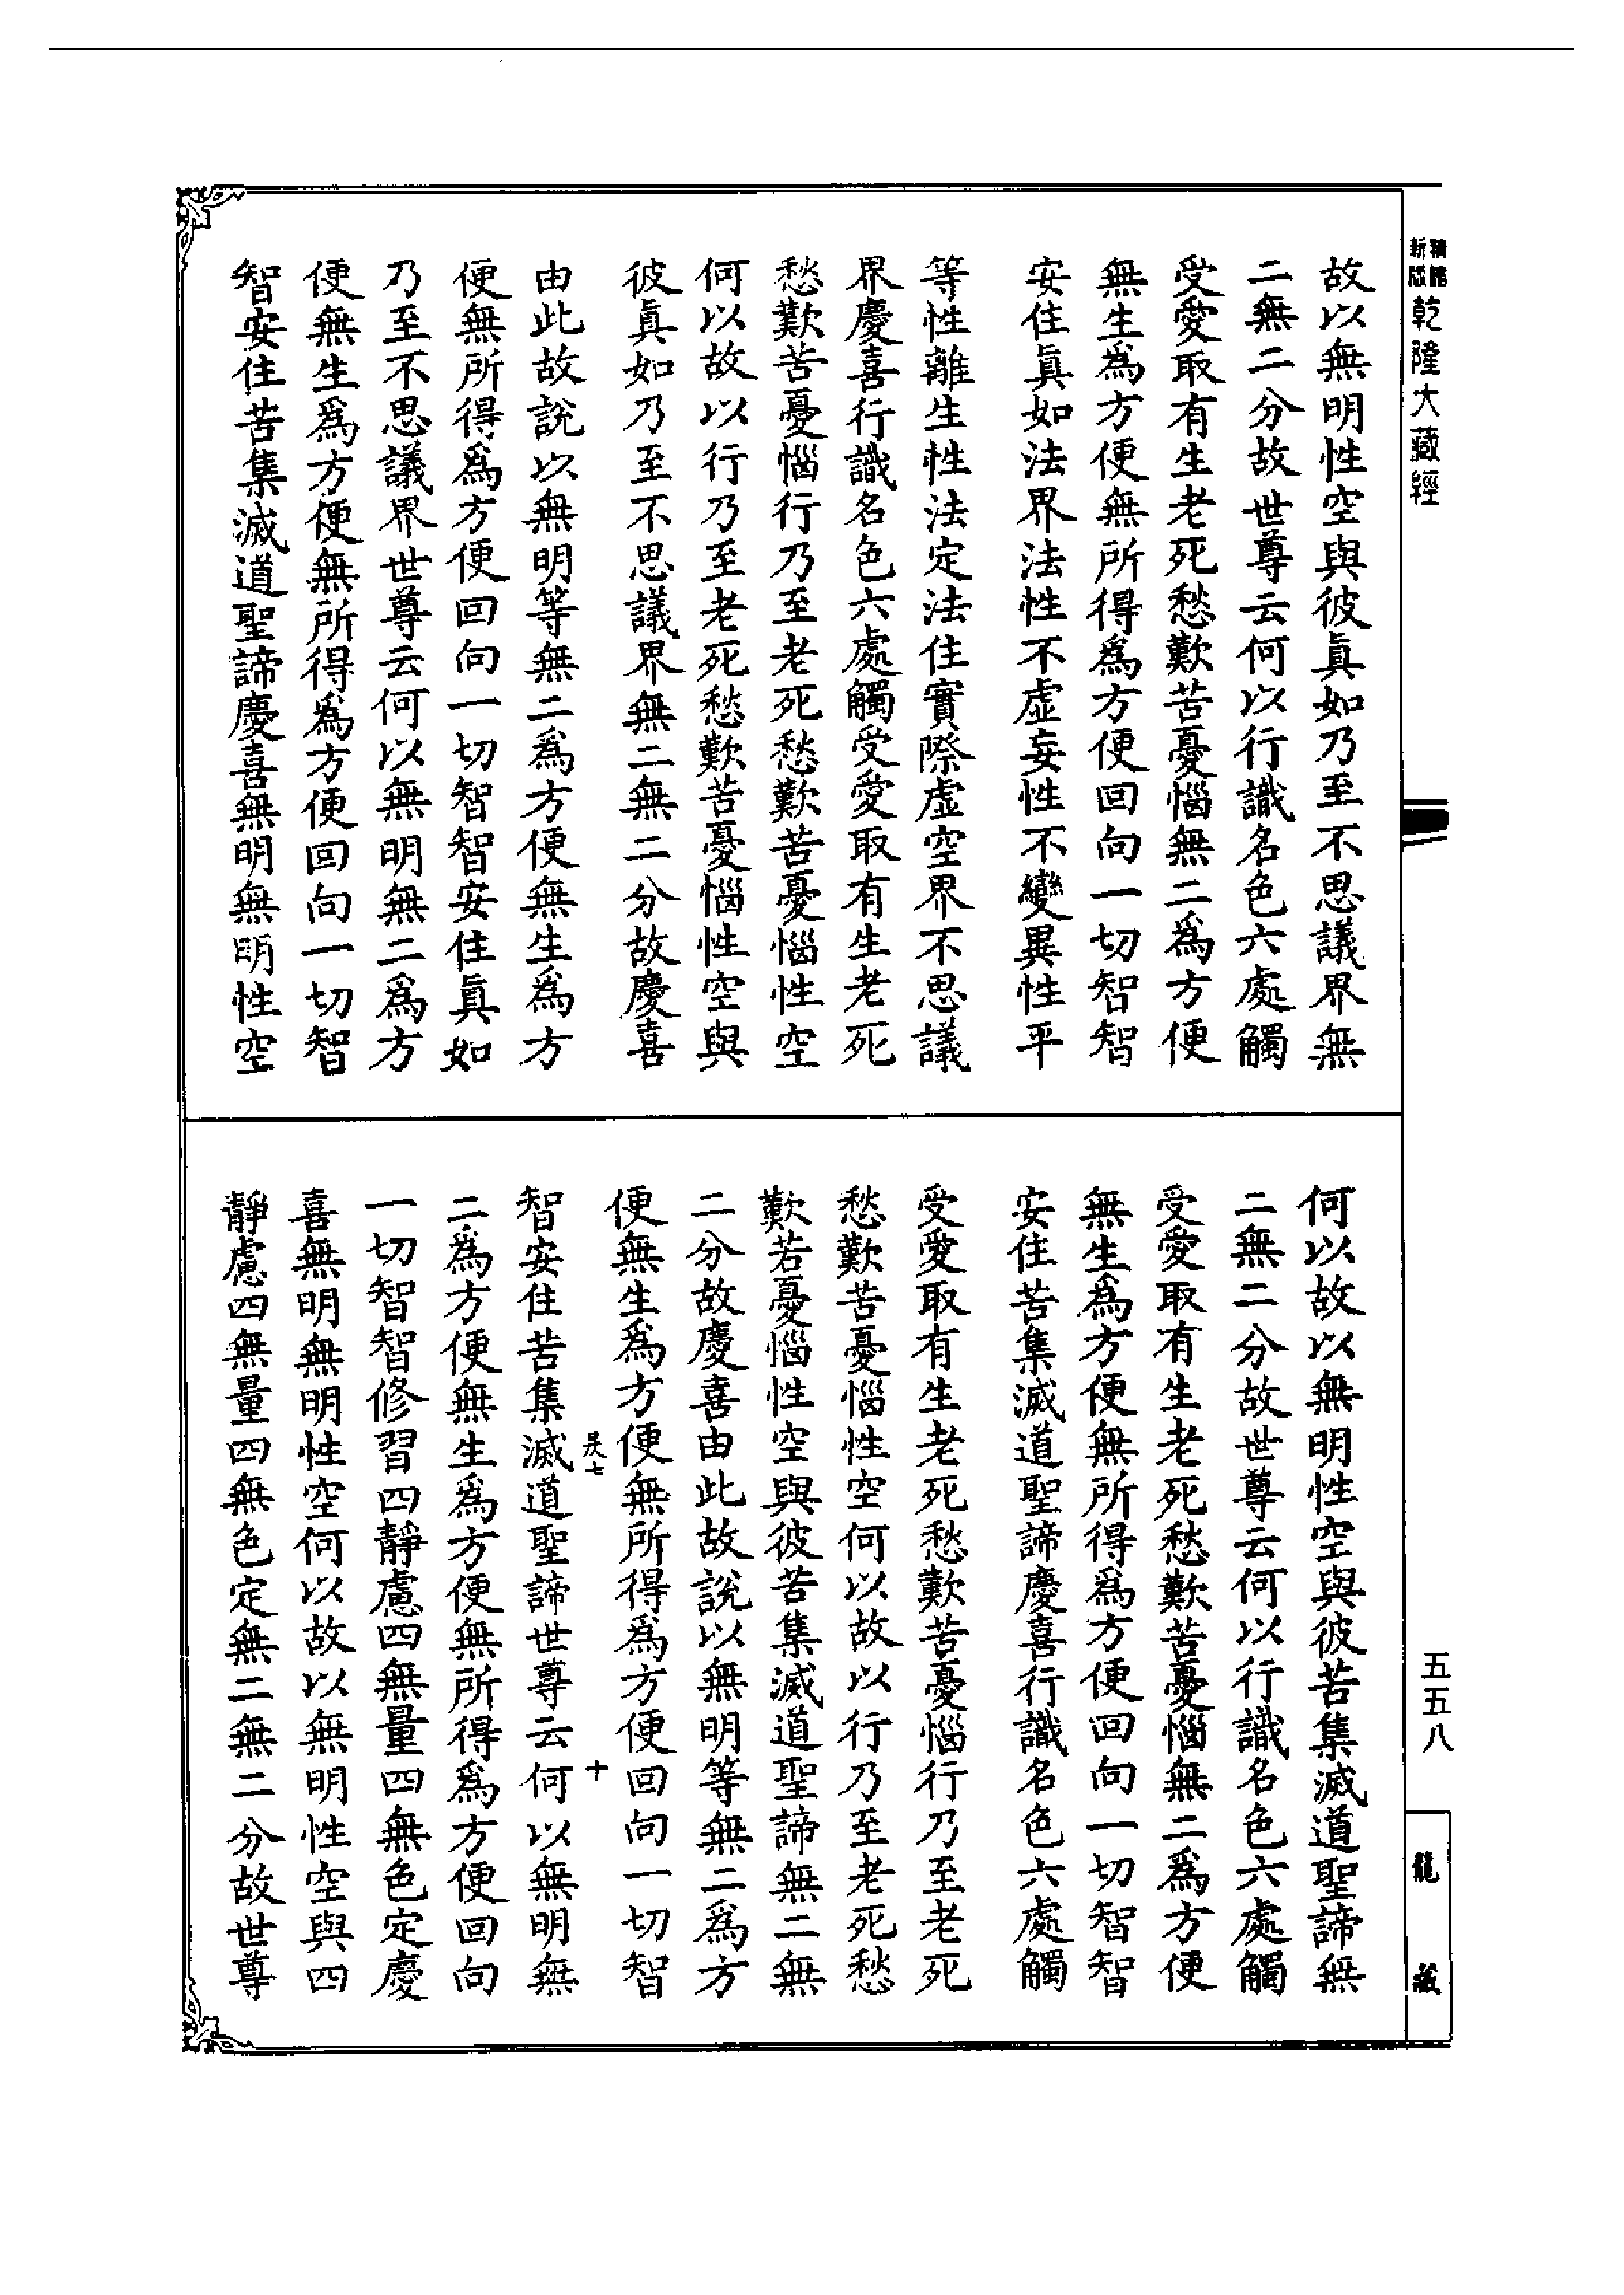 故以無明性空與彼眞如乃至不思議界無
二無二分故世尊云何以行識名色六處觸
受愛取有生老死愁歎苦憂惱無二爲方便
無生爲方便無所得爲方便回向一切智智
安住眞如法界法性不虛妄性不變異性平
等性離生性法定法住實際虛空界不思議
界慶喜行識名色六處觸受愛取有生老死
愁歎苦憂惱行乃至老死愁歎苦憂惱性空
何以故以行乃至老死愁歎苦憂惱性空與
彼眞如乃至不思議界無二無二分故慶喜
由此故說以無明等無二爲方便無生爲方
便無所得爲方便回向一切智智安住眞如
乃至不思議界世尊云何以無明無二爲方
便無生爲方便無所得爲方便回向一切智
智安住苦集滅道聖諦慶喜無明無明性空
何以故以無明性空與彼苦集滅道聖諦無
二無二分故世尊云何以行識名色六處觸
受愛取有生老死愁歎苦憂惱無二爲方便
無生爲方便無所得爲方便回向一切智智
安住苦集滅道聖諦慶喜行識名色六處觸
受愛取有生老死愁歎苦憂惱行乃至老死
愁歎苦憂惱性空何以故以行乃至老死愁
歎苦憂惱性空與彼苦集滅道聖諦無二無
二分故慶喜由此故說以無明等無二爲方
便無生爲方便無所得爲方便回向一切智
智安住苦集滅道聖諦世尊云何以無明無
二爲方便無生爲方便無所得爲方便回向
一切智智修習四靜慮四無量四無色定慶
喜無明無明性空何以故以無明性空與四
靜慮四無量四無色定無二無二分故世尊
乾隆大藏經
五五八
龍藏
十